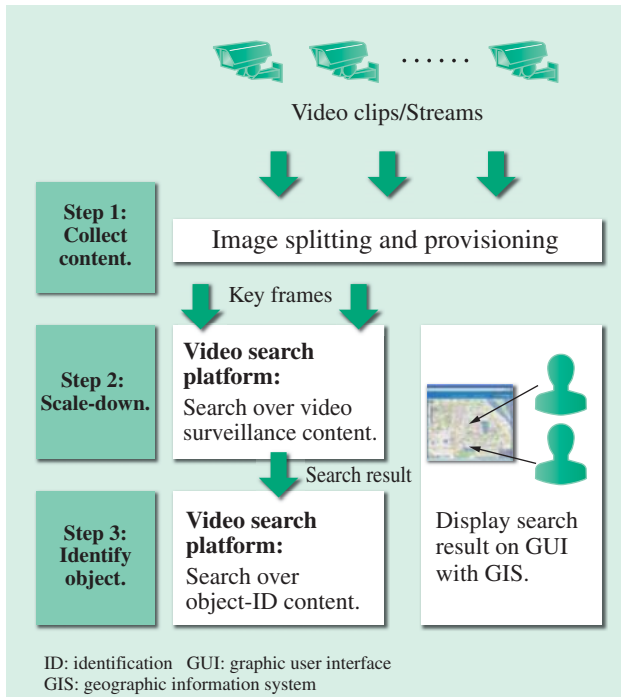 ......
Video clips/Streams
Step 1:
Collect
content.
Image splitting and provisioning
Key frames
Step 2:
Scale-down.
Video search
platform:
Search over video
surveillance content.
Search result
Step 3:
Identify
object.
Video search
platform:
Search over
object-ID content.
Display search
result on GUI
with GIS.
ID: identification GUI: graphic user interface
GIS: geographic information system